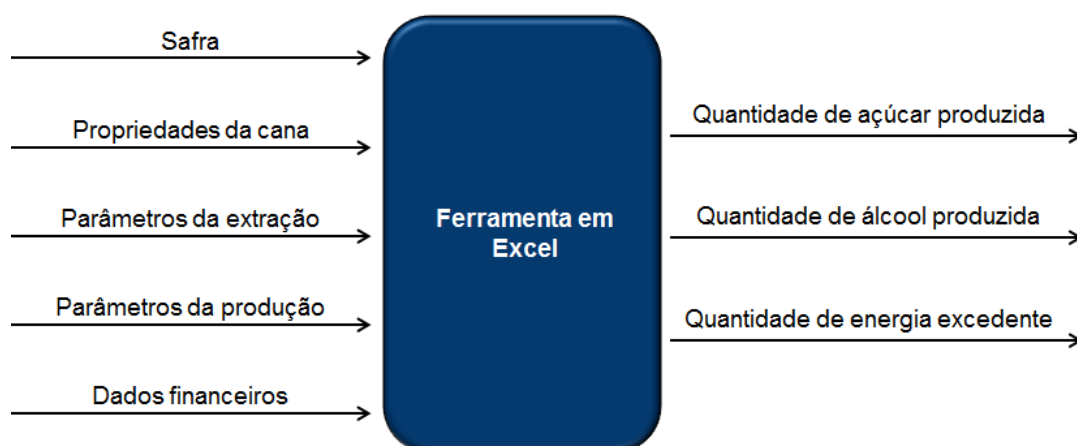 Safra
Propriedades da cana
Parâmetros da extração
Parâmetros da produção
Dados financeiros
Ferramenta em
Excel
Quantidade de açúcar produzida
Quantidade de álcool produzida
Quantidade de energia excedente